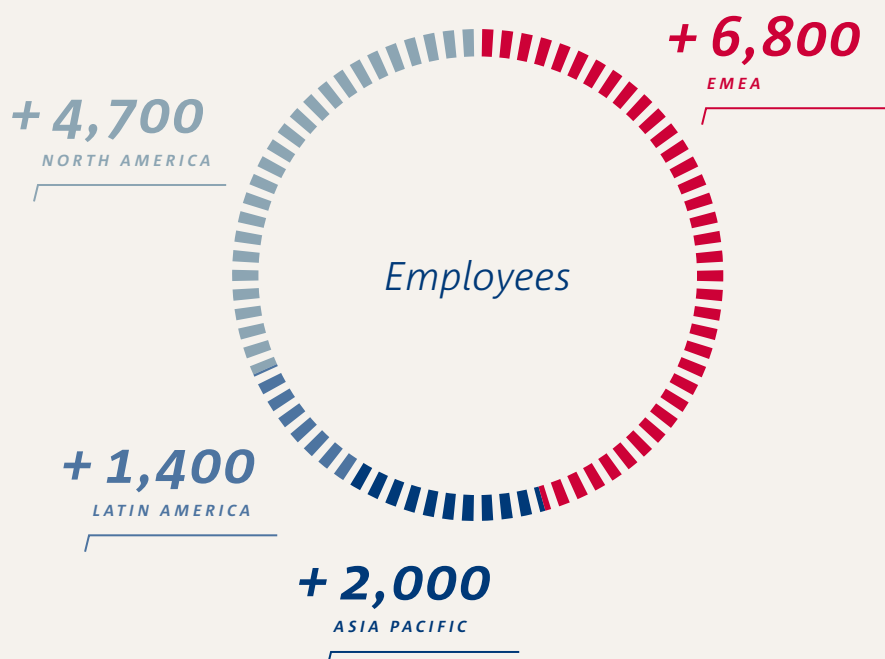 + 6,800
EMEA
+ 4,700
NORTH AMERICA
Employees
+ 1,400
LATIN AMERICA
+ 2,000
ASIA PACIFIC